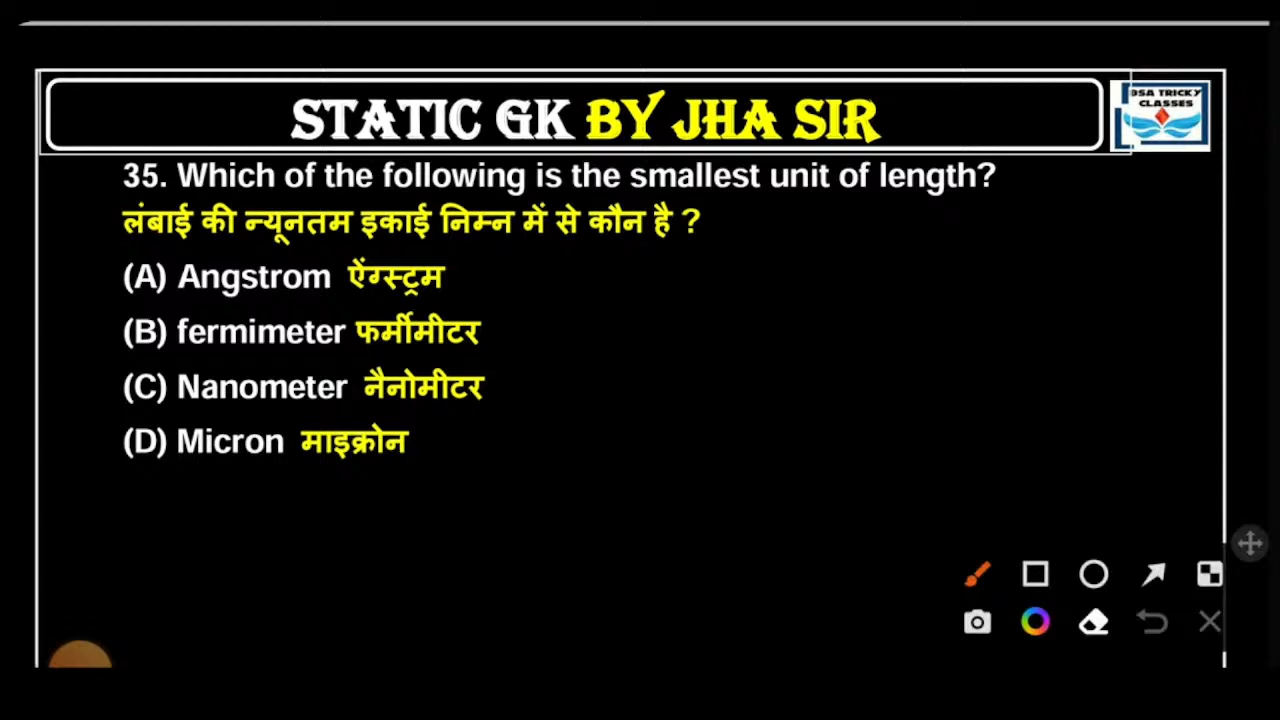 STATIC GK BY JHA SIR
BSA TRICKY
CLASSES
35. Which of the following is the smallest unit of length?
लंबाई की न्यूनतम इकाई निम्न में से कौन है ?
(A) Angstrom ऐंग्स्ट्रम
(B) fermimeter फर्मीमीटर
(C) Nanometer नैनोमीटर
(D) Micron माइक्रोन